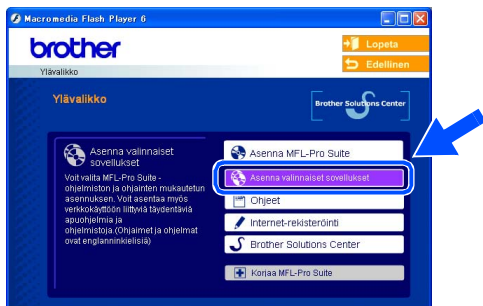 Macromedia Flash Player 6
brother
Lopeta
Edellinen
Ylävalikko
Ylävalikko
Brother Solutions Center
Asenna valinnaiset
sovellukset
Voit valita MFL-Pro Suite -
ohjelmiston ja ohjainten mukautetun
asennuksen. Voit asentaa myös
verkkokäyttöön liittyviä täydentäviä
apuohjelmia ja
ohjelmistoja.(Ohjaimet ja ohjelmat
ovat englanninkielisiä)
Asenna MFL-Pro Suite
Asenna valinnaiset sovellukset
Ohjeet
Internet-rekisteröinti
Brother Solutions Center
Korjaa MFL-Pro Suite